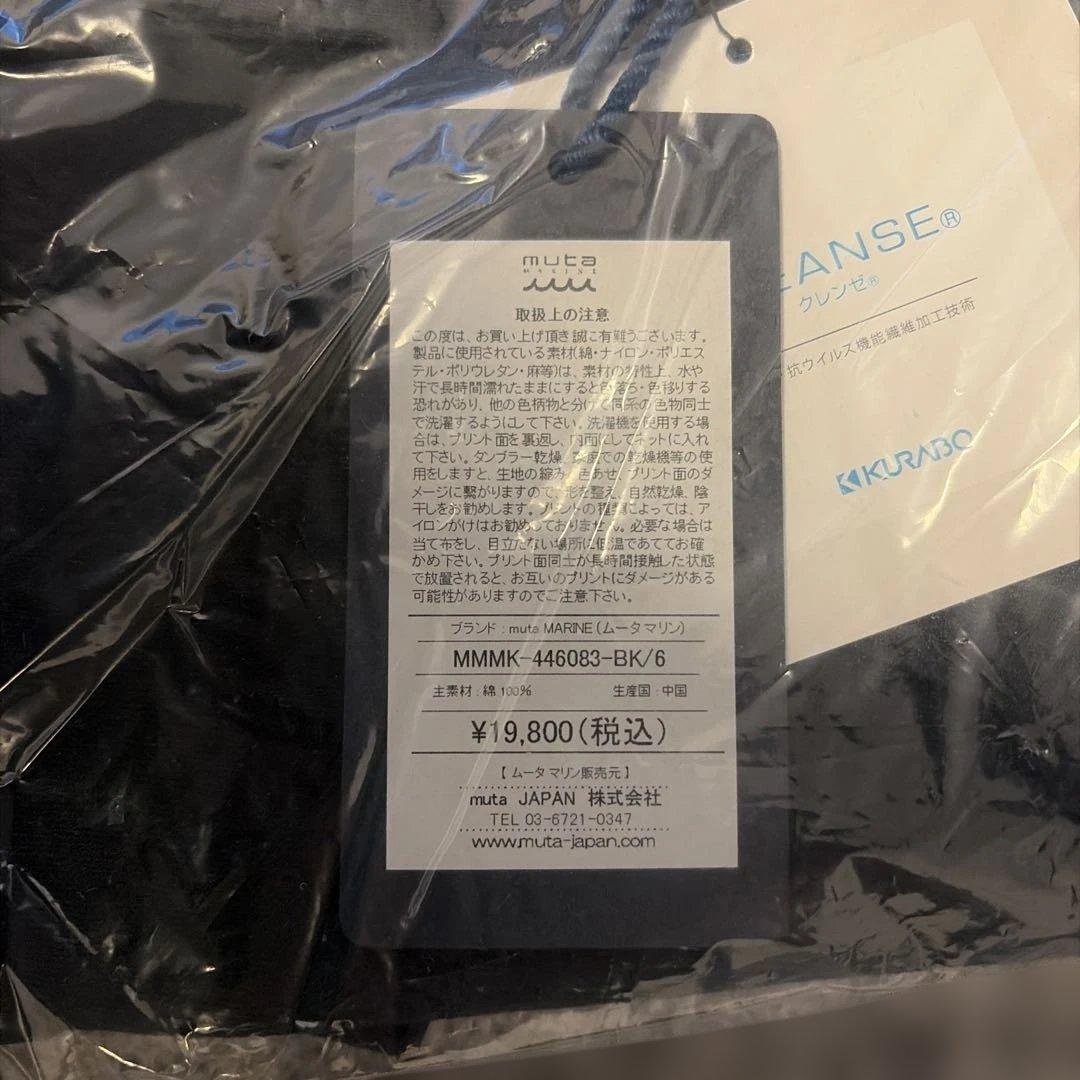 muta
MARINE
取扱上の注意
この度は、お買い上げ頂き誠に有難うございます。
製品に使用されている素材(綿・ナイロン・ポリエス
テル・ポリウレタン・麻等)は、素材の特性上、水や
汗で長時間濡れたままにすると色落ち・色移りする
恐れがあり、他の色柄物と分けて同系の色物同士
で洗濯するようにして下さい。洗濯機を使用する場
合は、プリント面を裏返し、内面にしてネットに入れ
て下さい。タンブラー乾燥、高温での乾燥機等の使
用をしますと、生地の縮み、色あせ、プリント面のダ
メージに繋がりますので、形を整え、自然乾燥、陰
干しをお勧めします。プリントの種類によっては、ア
イロンがけはお勧めしておりません。必要な場合は
当て布をし、目立たない場所に低温であててお確
かめ下さい。プリント面同士が長時間接触した状態
で放置されると、お互いのプリントにダメージがある
可能性がありますのでご注意下さい。
ブランド:muta MARINE(ムータマリン)
MMMK-446083-BK/6
主素材:綿 100% 生産国:中国
¥19,800(税込)
【ムータマリン販売元】
muta JAPAN 株式会社
TEL 03-6721-0347
www.muta-japan.com
EANSE®
クレンゼ®
抗ウイルス機能繊維加工技術
KURABO